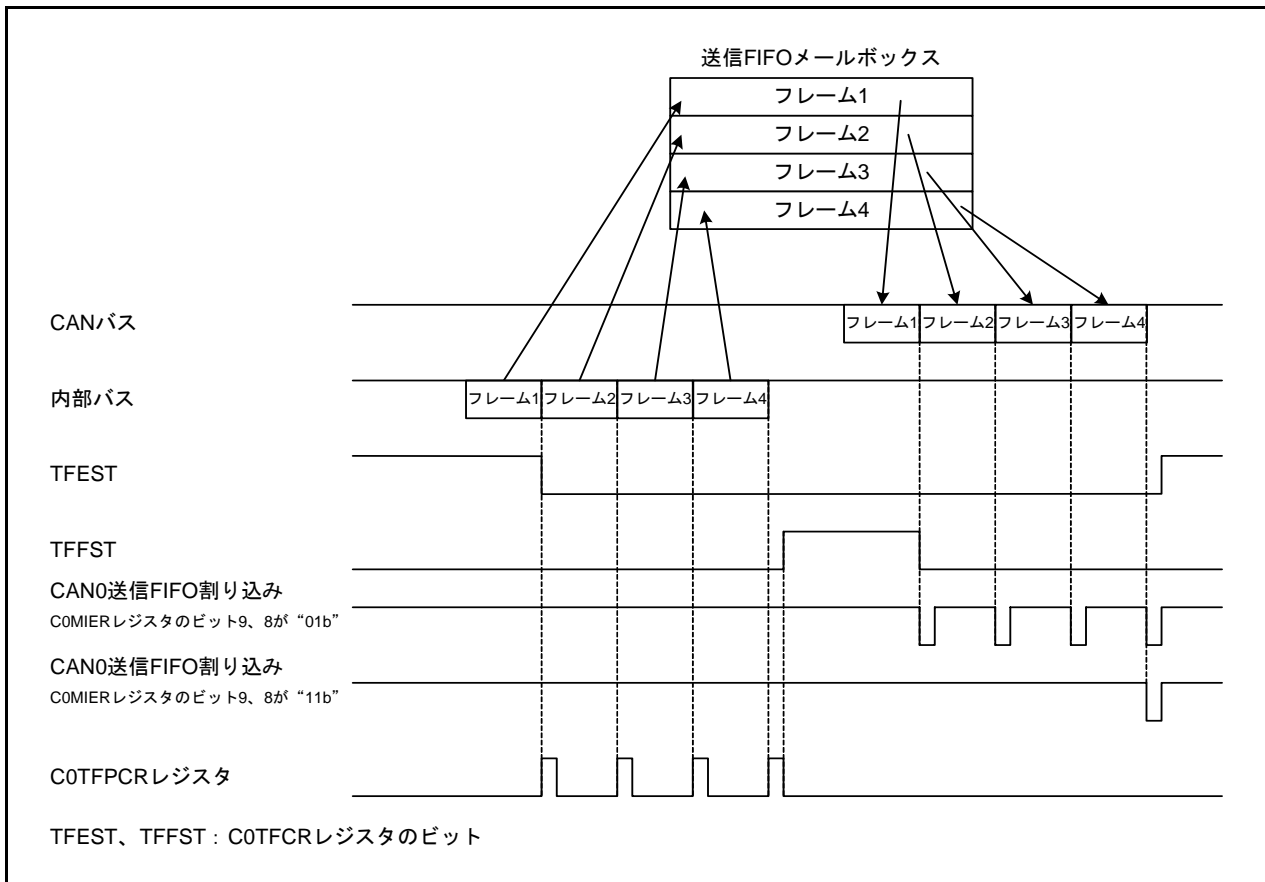 送信FIFOメールボックス
フレーム1
フレーム2
フレーム3
フレーム4
CANバス
フレーム1 フレーム2 フレーム3 フレーム4
内部バス
フレーム1 フレーム2 フレーム3 フレーム4
TFEST
TFFST
CAN0送信FIFO割り込み
C0MIERレジスタのビット9、8が“01b”
CAN0送信FIFO割り込み
C0MIERレジスタのビット9、8が“11b”
C0TFPCRレジスタ
TFEST、TFFST：C0TFCRレジスタのビット